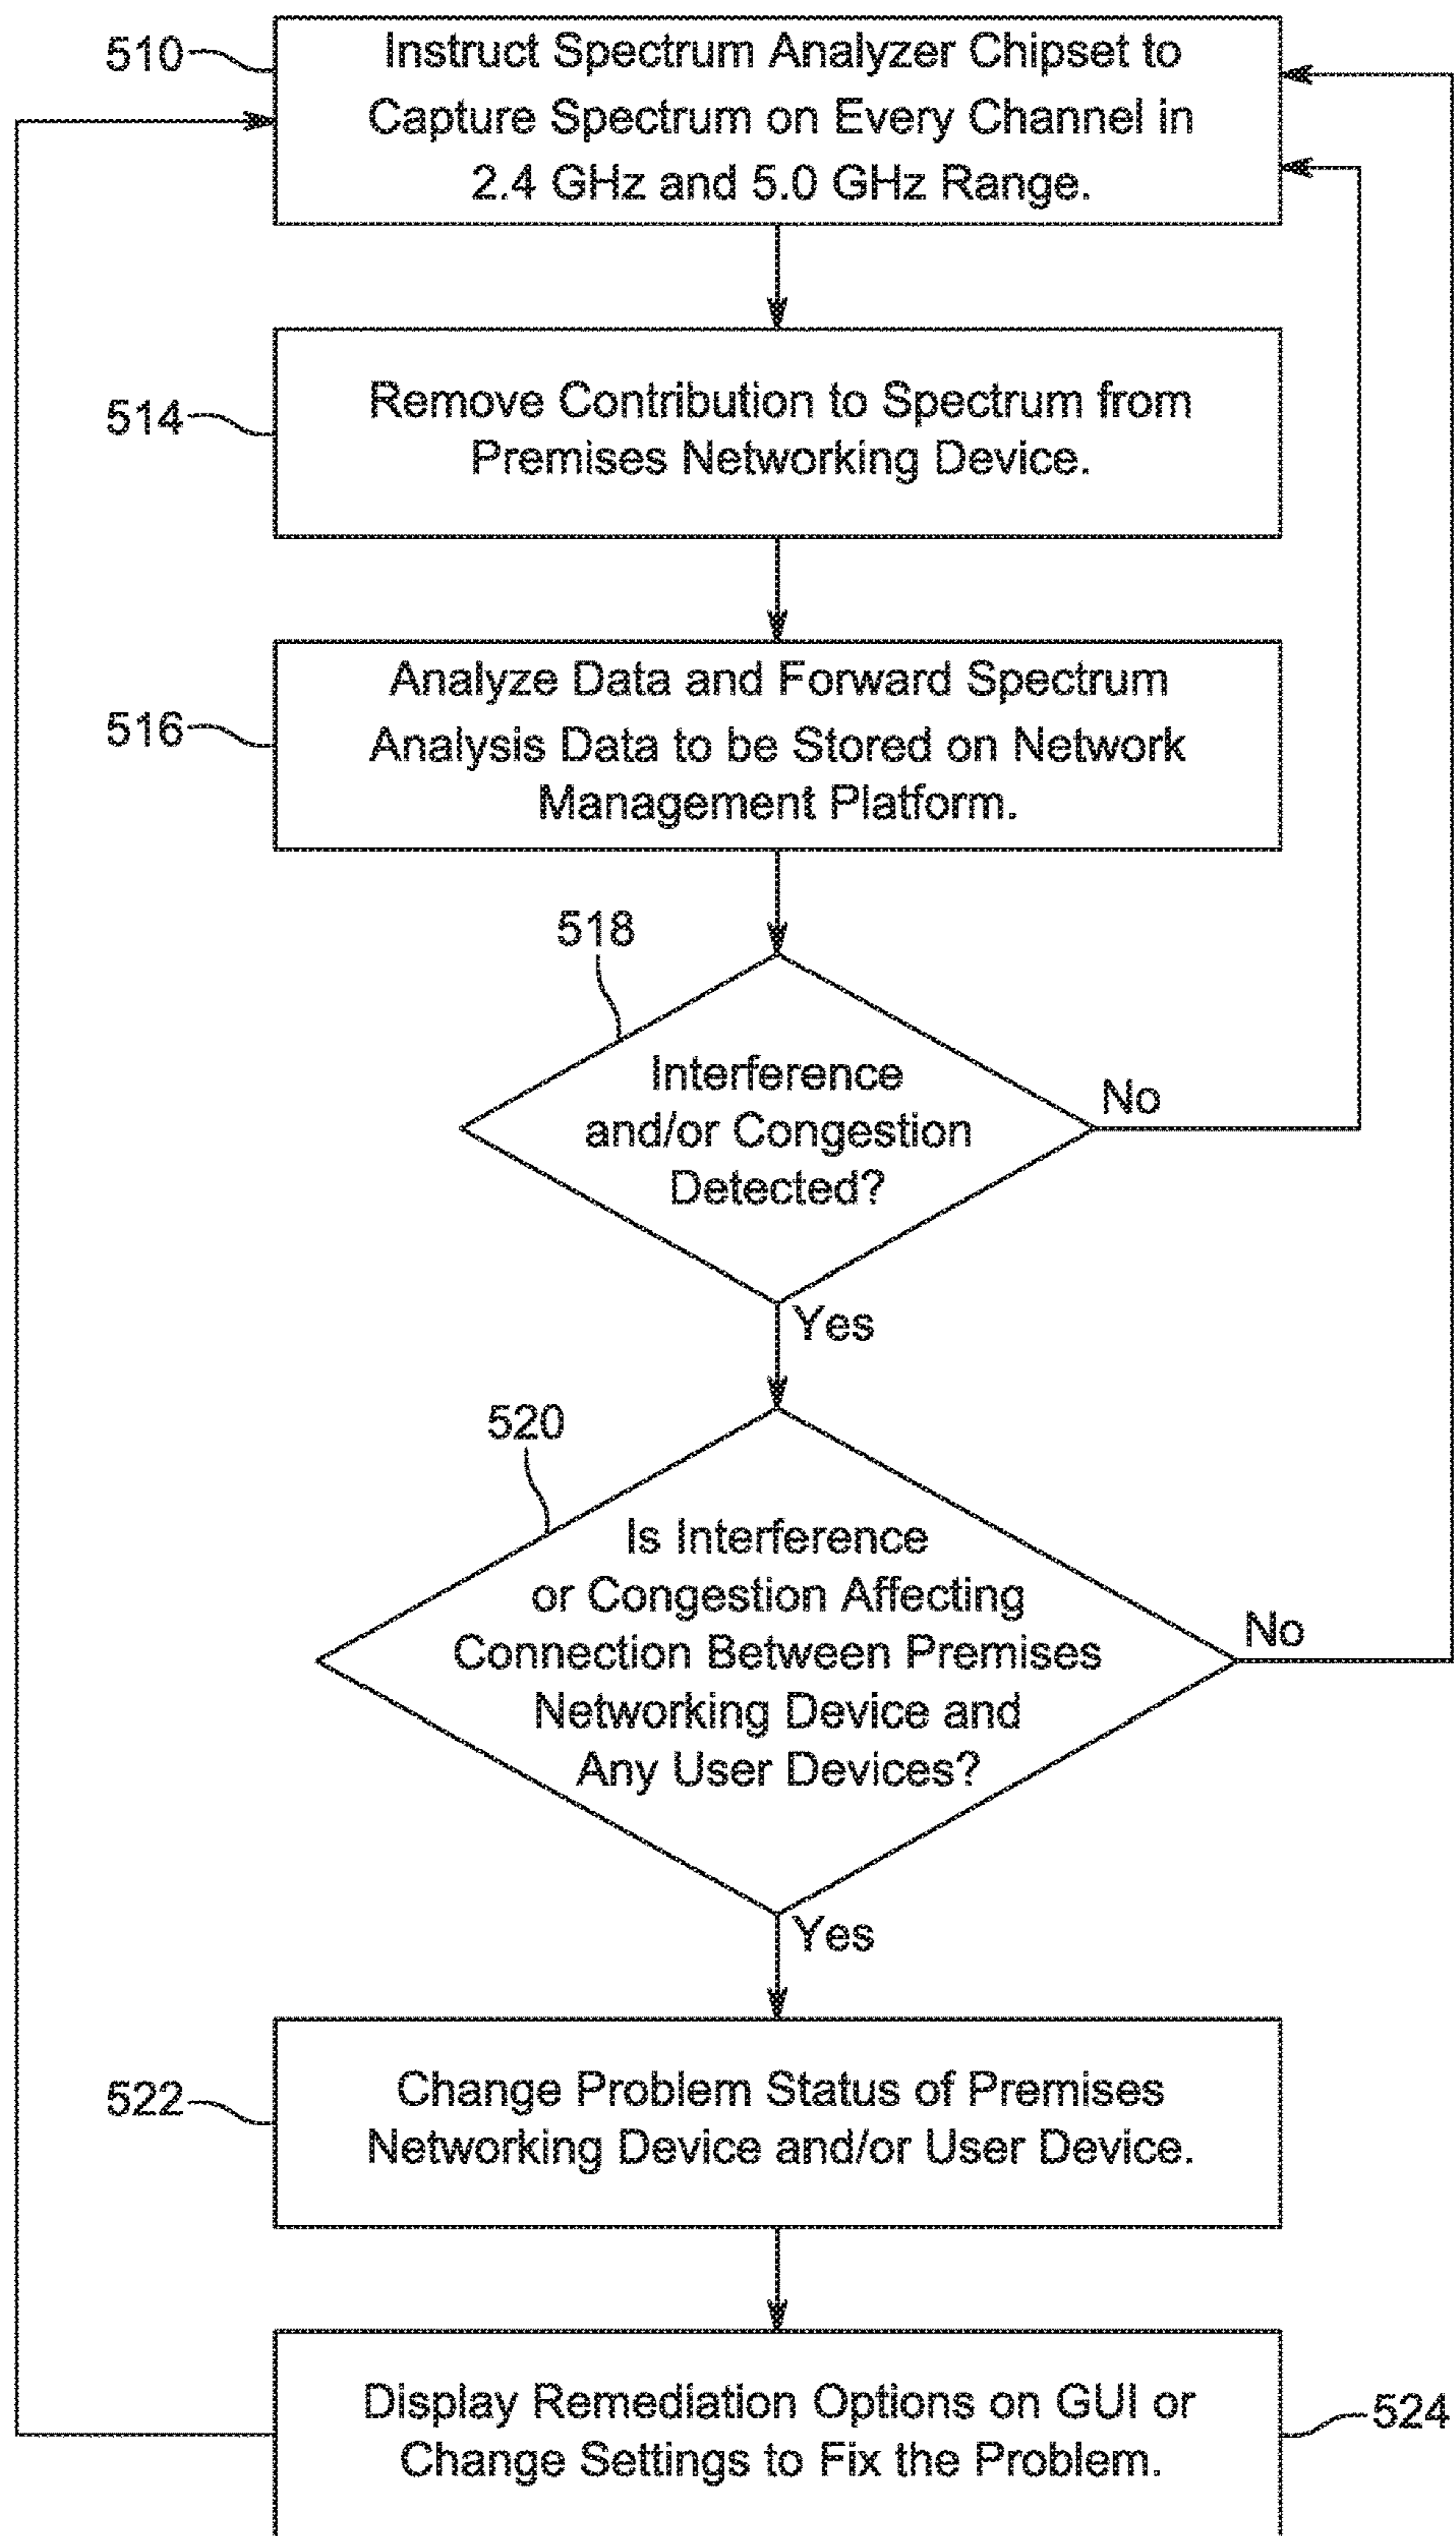 510
Instruct Spectrum Analyzer Chipset to
Capture Spectrum on Every Channel in
2.4 GHz and 5.0 GHz Range.
514
Remove Contribution to Spectrum from
Premises Networking Device.
516
Analyze Data and Forward Spectrum
Analysis Data to be Stored on Network
Management Platform.
518
Interference
and/or Congestion
Detected?
No
Yes
520
Is Interference
or Congestion Affecting
Connection Between Premises
Networking Device and
Any User Devices?
No
Yes
522
Change Problem Status of Premises
Networking Device and/or User Device.
Display Remediation Options on GUI or
Change Settings to Fix the Problem.
524